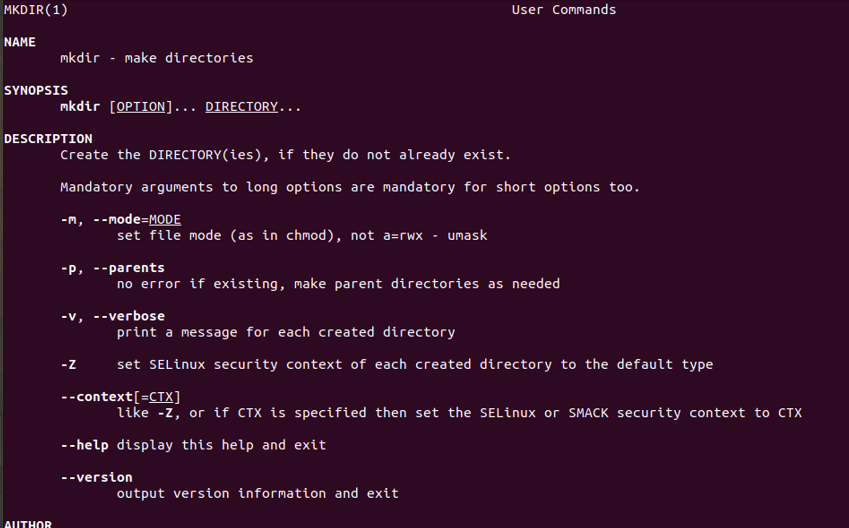 MKDIR(1) User Commands
NAME
mkdir - make directories
SYNOPSIS
mkdir [OPTION]... DIRECTORY...
DESCRIPTION
Create the DIRECTORY(ies), if they do not already exist.
Mandatory arguments to long options are mandatory for short options too.
-m, --mode=MODE
set file mode (as in chmod), not a=rwx - umask
-p, --parents
no error if existing, make parent directories as needed
-v, --verbose
print a message for each created directory
-Z set SELinux security context of each created directory to the default type
--context[=CTX]
like -Z, or if CTX is specified then set the SELinux or SMACK security context to CTX
--help display this help and exit
--version
output version information and exit
AUTHOR